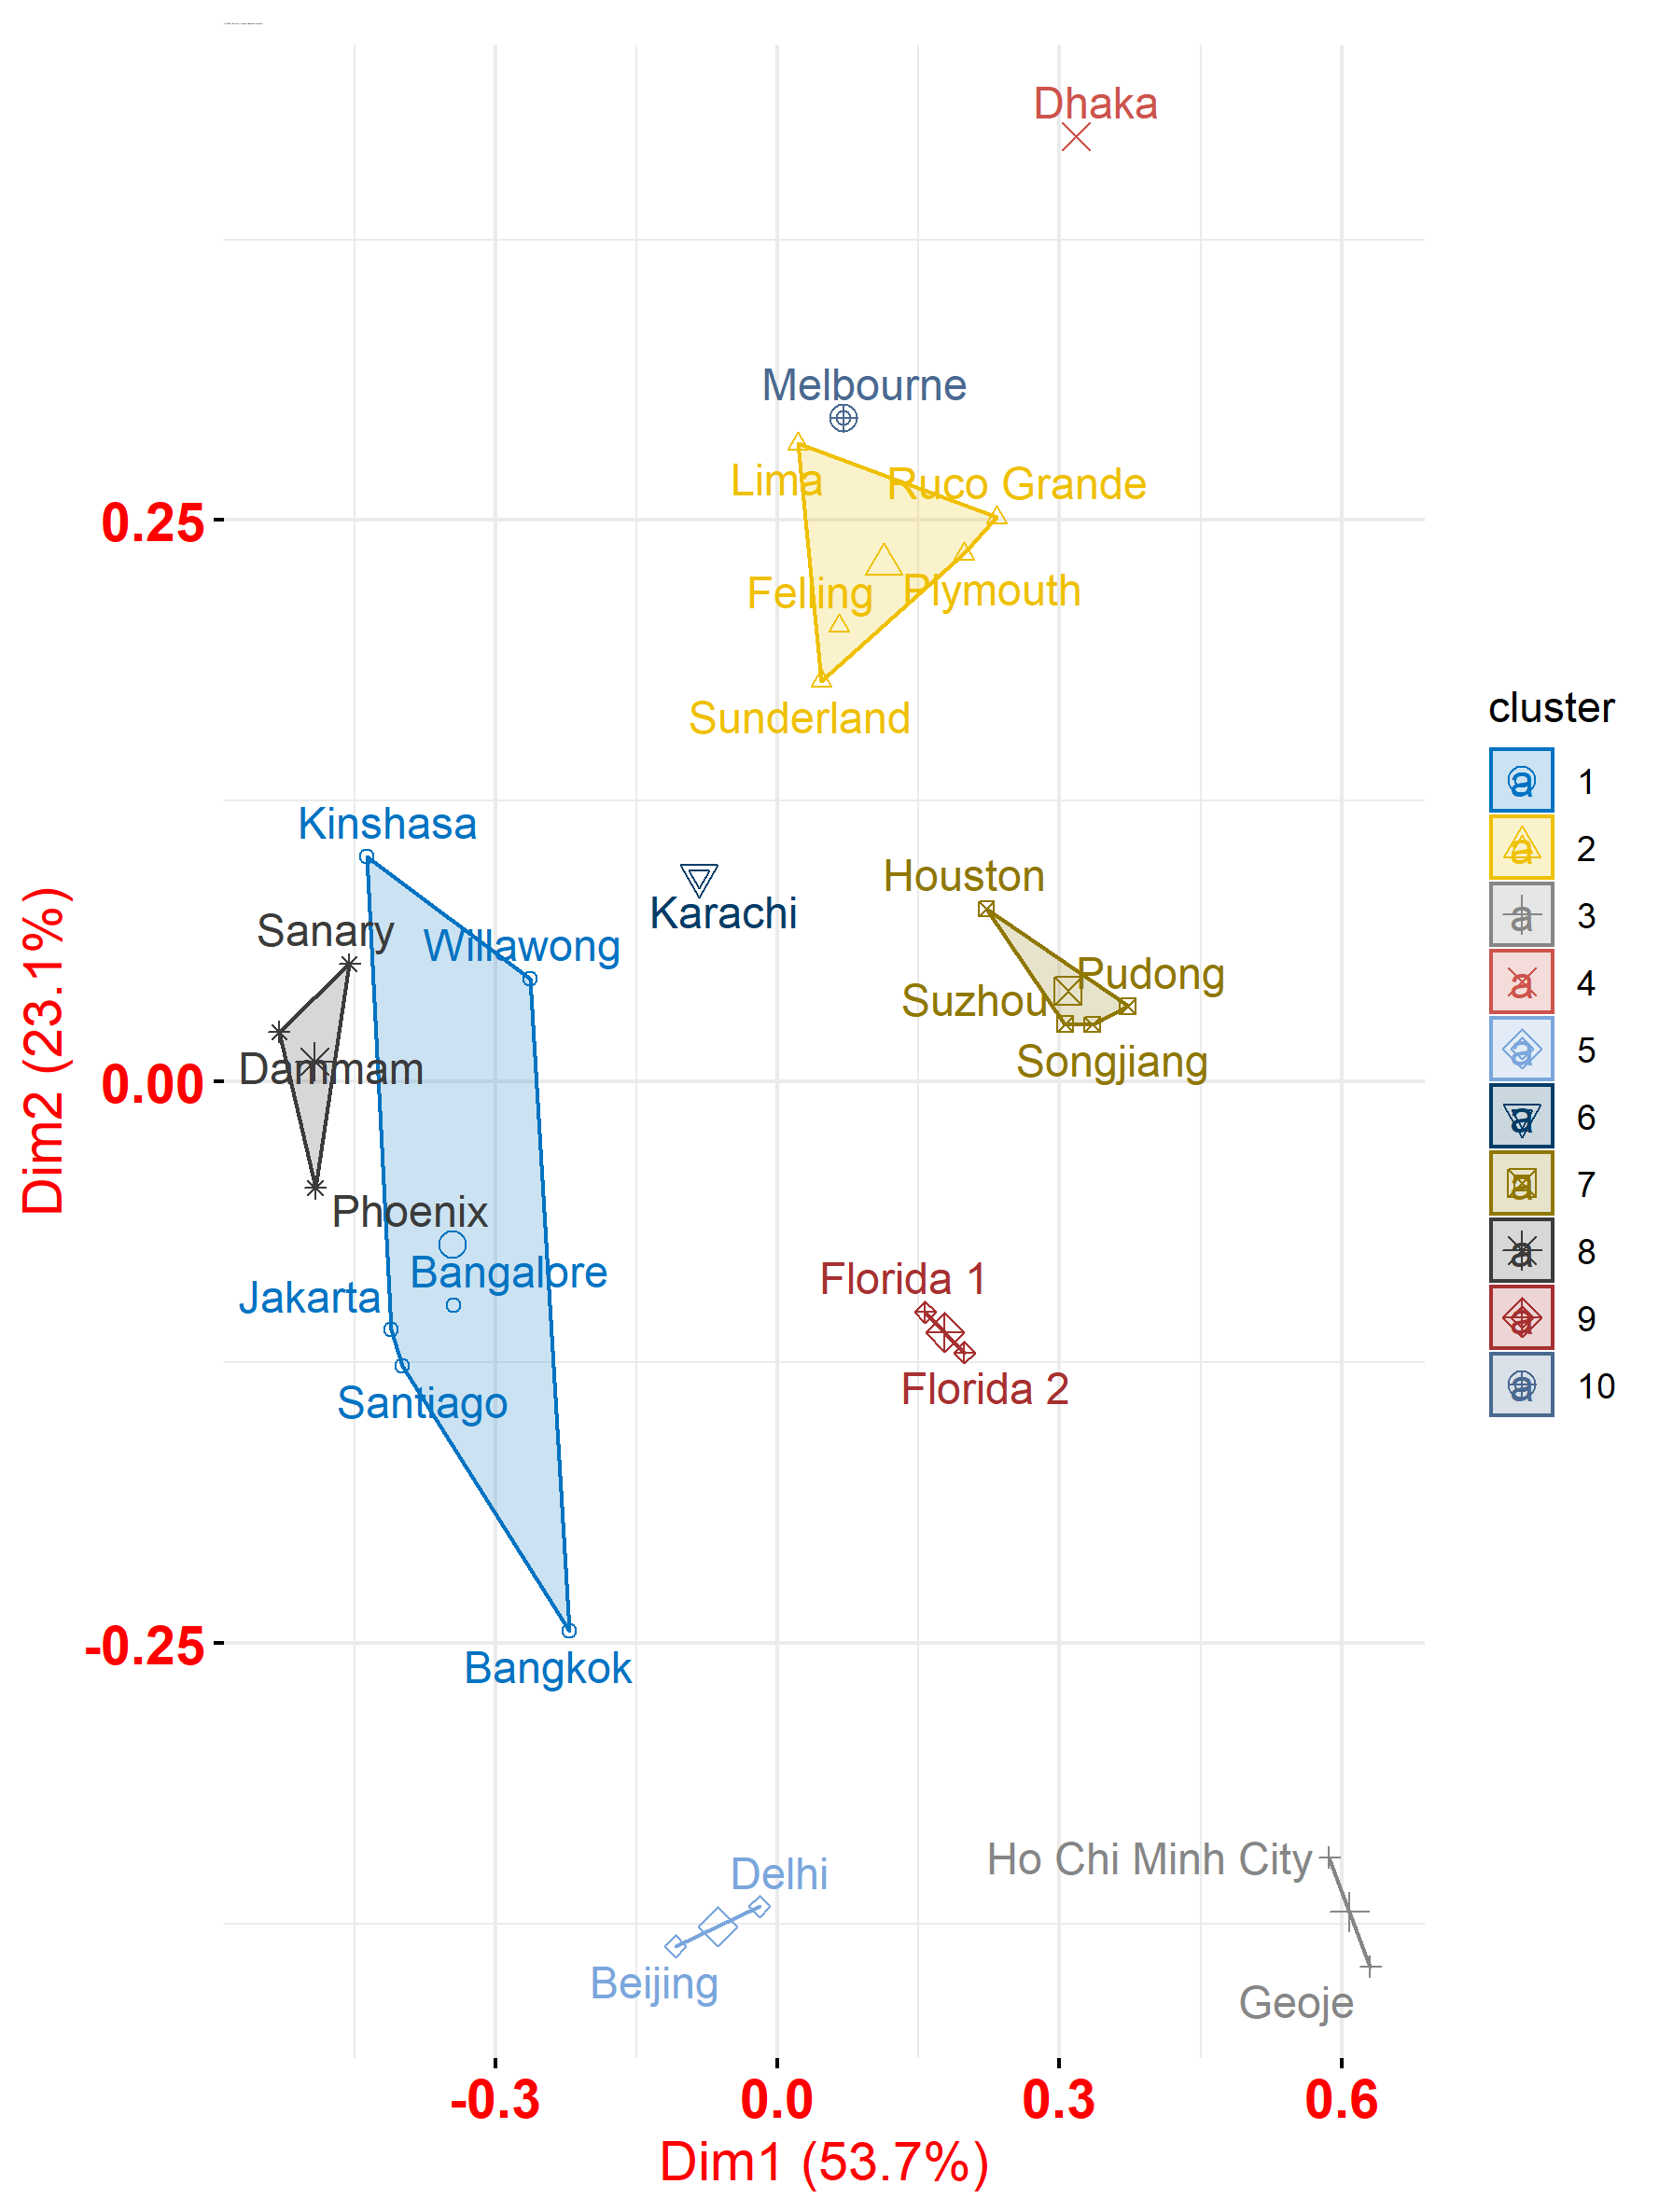 Dhaka
Melbourne
Lima
Ruco Grande
0.25
Felling
Plymouth
Sunderland
cluster
a 1
Kinshasa
a 2
Houston
Karachi
Sanary
a 3
Willawong
Pudong
a 4
Suzhou
Songjiang
a 5
Dammam
0.00
a 6
Dim2 (23.1%)
a 7
Phoenix
a 8
Bangalore
Florida 1
Jakarta
a 9
a 10
Florida 2
Santiago
-0.25
Bangkok
Ho Chi Minh City
Delhi
Beijing
Geoje
-0.3 0.0 0.3 0.6
Dim1 (53.7%)